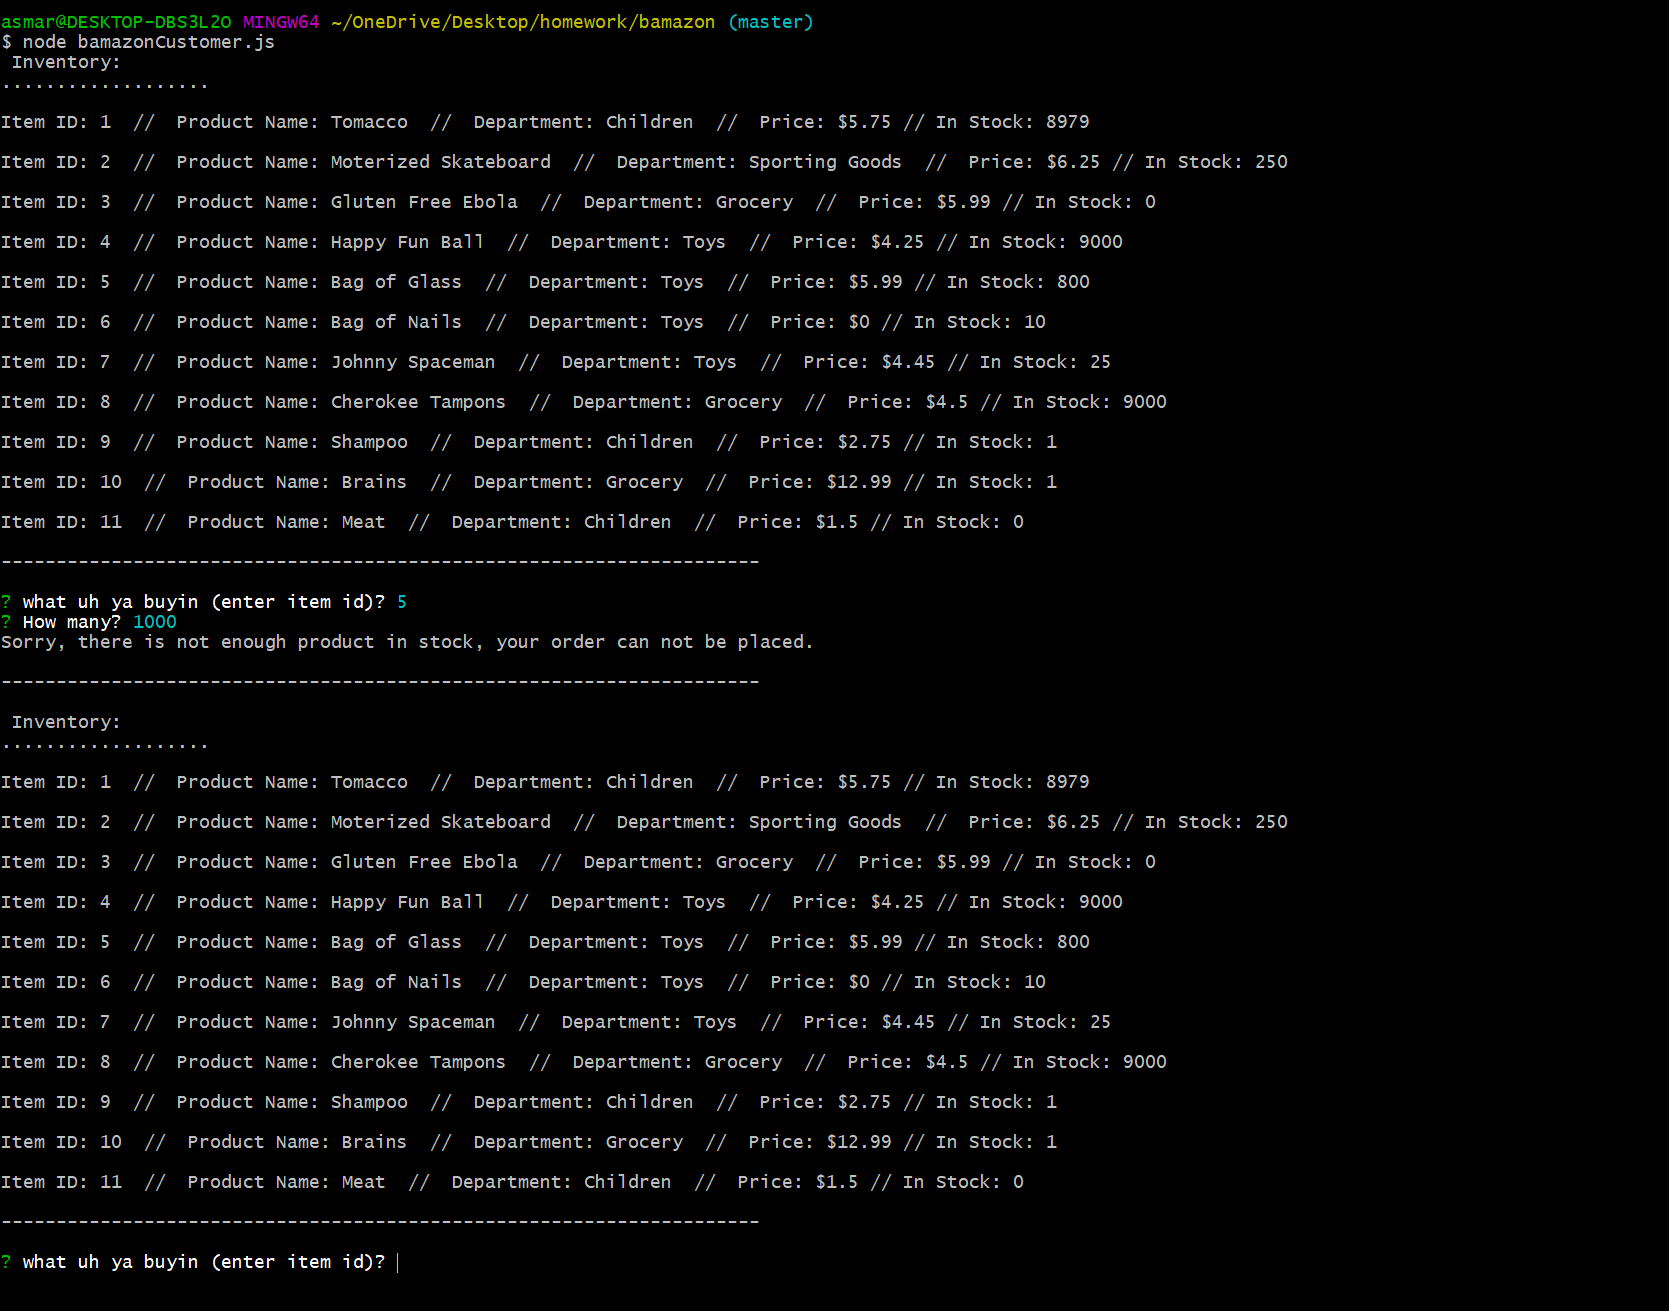 asmar@DESKTOP-DBS3L2O MINGW64 ~/OneDrive/Desktop/homework/bamazon (master)
$ node bamazonCustomer.js
 Inventory:
...................
Item ID: 1  //  Product Name: Tomacco  //  Department: Children  //  Price: $5.75 // In Stock: 8979
Item ID: 2  //  Product Name: Moterized Skateboard  //  Department: Sporting Goods  //  Price: $6.25 // In Stock: 250
Item ID: 3  //  Product Name: Gluten Free Ebola  //  Department: Grocery  //  Price: $5.99 // In Stock: 0
Item ID: 4  //  Product Name: Happy Fun Ball  //  Department: Toys  //  Price: $4.25 // In Stock: 9000
Item ID: 5  //  Product Name: Bag of Glass  //  Department: Toys  //  Price: $5.99 // In Stock: 800
Item ID: 6  //  Product Name: Bag of Nails  //  Department: Toys  //  Price: $0 // In Stock: 10
Item ID: 7  //  Product Name: Johnny Spaceman  //  Department: Toys  //  Price: $4.45 // In Stock: 25
Item ID: 8  //  Product Name: Cherokee Tampons  //  Department: Grocery  //  Price: $4.5 // In Stock: 9000
Item ID: 9  //  Product Name: Shampoo  //  Department: Children  //  Price: $2.75 // In Stock: 1
Item ID: 10  //  Product Name: Brains  //  Department: Grocery  //  Price: $12.99 // In Stock: 1
Item ID: 11  //  Product Name: Meat  //  Department: Children  //  Price: $1.5 // In Stock: 0
---------------------------------------------------------------------
? what uh ya buyin (enter item id)? 5
? How many? 1000
Sorry, there is not enough product in stock, your order can not be placed.
---------------------------------------------------------------------
 Inventory:
...................
Item ID: 1  //  Product Name: Tomacco  //  Department: Children  //  Price: $5.75 // In Stock: 8979
Item ID: 2  //  Product Name: Moterized Skateboard  //  Department: Sporting Goods  //  Price: $6.25 // In Stock: 250
Item ID: 3  //  Product Name: Gluten Free Ebola  //  Department: Grocery  //  Price: $5.99 // In Stock: 0
Item ID: 4  //  Product Name: Happy Fun Ball  //  Department: Toys  //  Price: $4.25 // In Stock: 9000
Item ID: 5  //  Product Name: Bag of Glass  //  Department: Toys  //  Price: $5.99 // In Stock: 800
Item ID: 6  //  Product Name: Bag of Nails  //  Department: Toys  //  Price: $0 // In Stock: 10
Item ID: 7  //  Product Name: Johnny Spaceman  //  Department: Toys  //  Price: $4.45 // In Stock: 25
Item ID: 8  //  Product Name: Cherokee Tampons  //  Department: Grocery  //  Price: $4.5 // In Stock: 9000
Item ID: 9  //  Product Name: Shampoo  //  Department: Children  //  Price: $2.75 // In Stock: 1
Item ID: 10  //  Product Name: Brains  //  Department: Grocery  //  Price: $12.99 // In Stock: 1
Item ID: 11  //  Product Name: Meat  //  Department: Children  //  Price: $1.5 // In Stock: 0
---------------------------------------------------------------------
? what uh ya buyin (enter item id)?